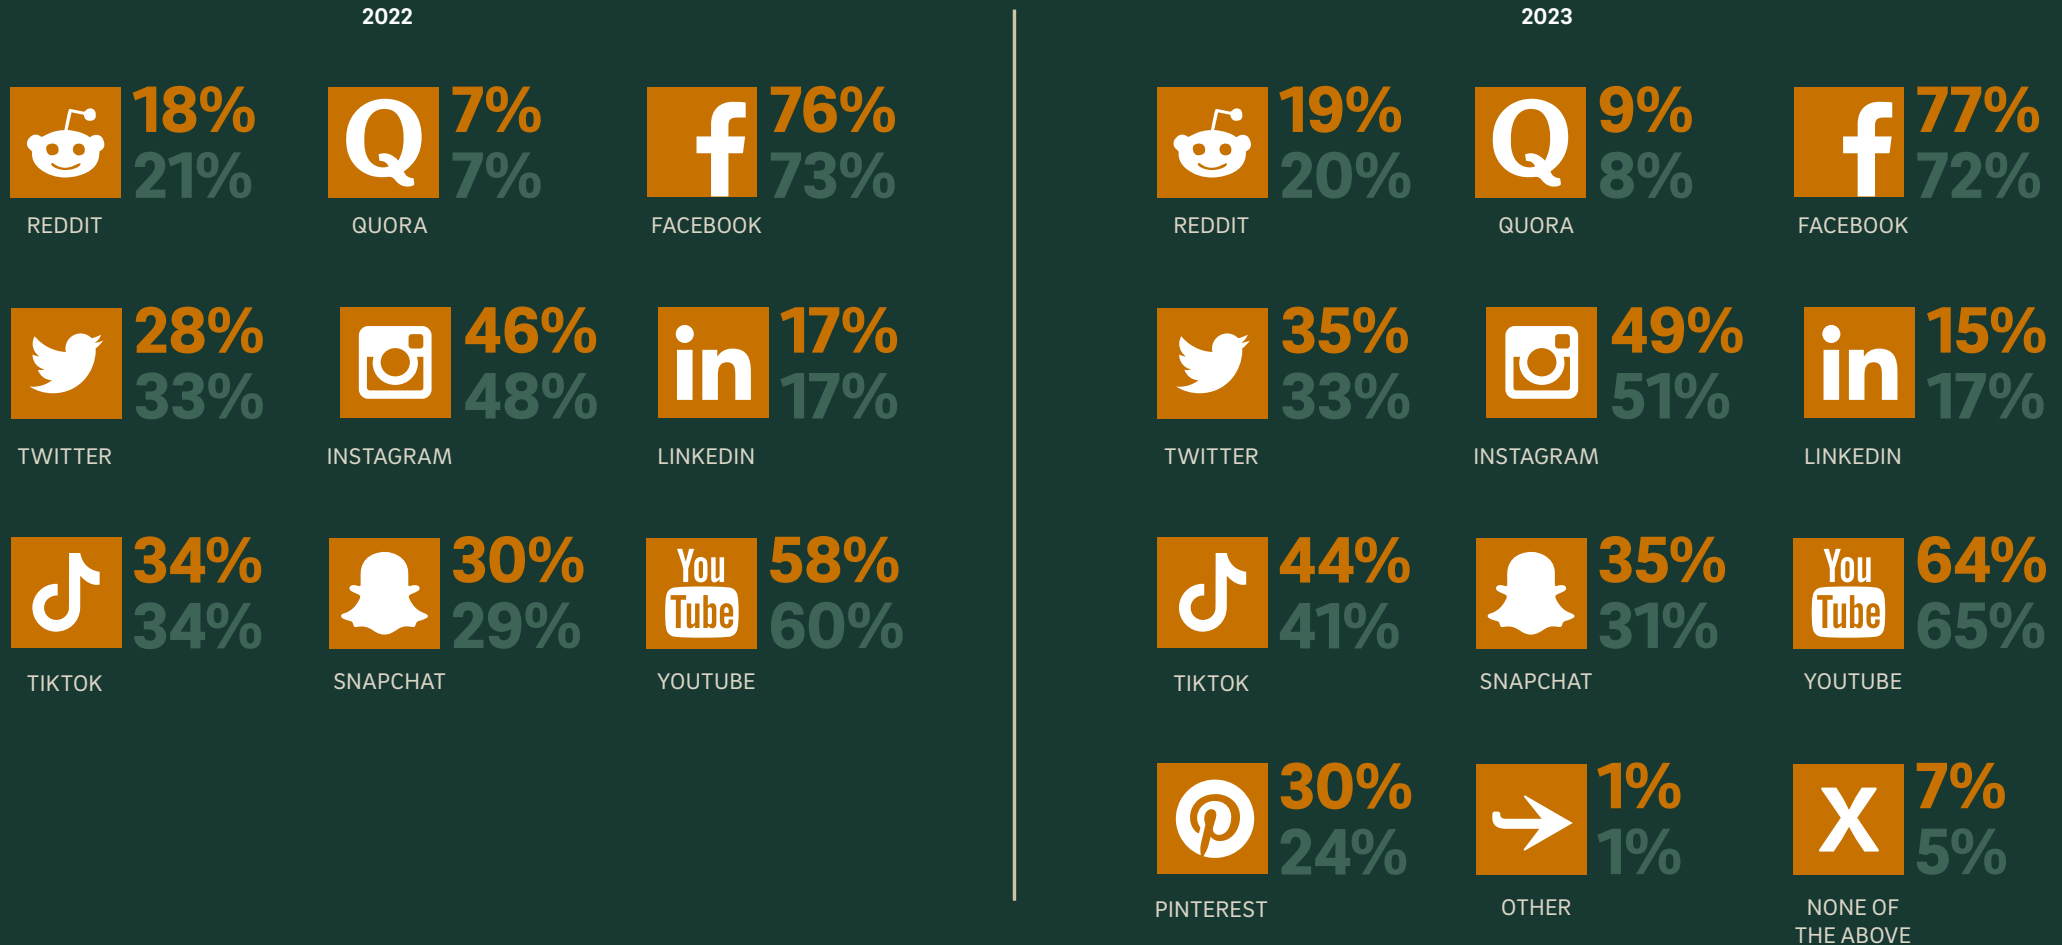 2022
18%
21%
REDDIT
7%
7%
QUORA
76%
73%
FACEBOOK
28%
33%
TWITTER
46%
48%
INSTAGRAM
in
17%
17%
LINKEDIN
34%
34%
TIKTOK
30%
29%
SNAPCHAT
You
Tube
58%
60%
YOUTUBE
2023
19%
20%
REDDIT
9%
8%
QUORA
77%
72%
FACEBOOK
35%
33%
TWITTER
49%
51%
INSTAGRAM
in
15%
17%
LINKEDIN
44%
41%
TIKTOK
35%
31%
SNAPCHAT
You
Tube
64%
65%
YOUTUBE
30%
24%
PINTEREST
1%
1%
OTHER
X
7%
5%
NONE OF
THE ABOVE